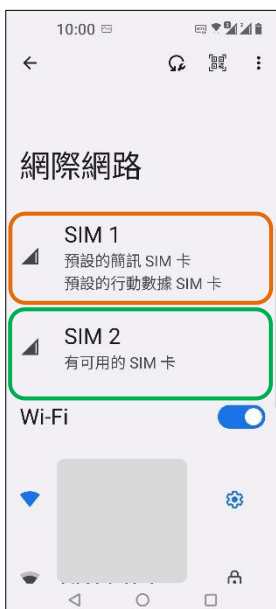 10:00
網際網路
SIM 1
預設的簡訊 SIM 卡
預設的行動數據 SIM 卡
SIM 2
有可用的 SIM 卡
Wi-Fi